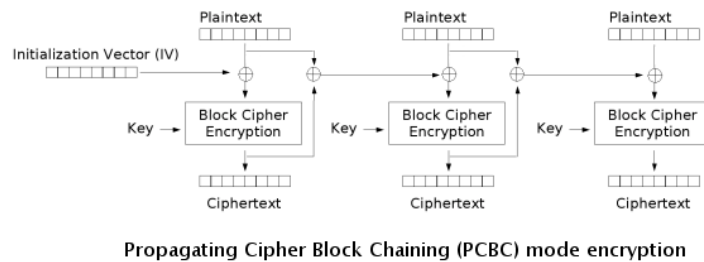 Plaintext
Plaintext
Plaintext
Initialization Vector (IV)
Key
Block Cipher
Encryption
Key
Block Cipher
Encryption
Key
Block Cipher
Encryption
Ciphertext
Ciphertext
Ciphertext
Propagating Cipher Block Chaining (PCBC) mode encryption